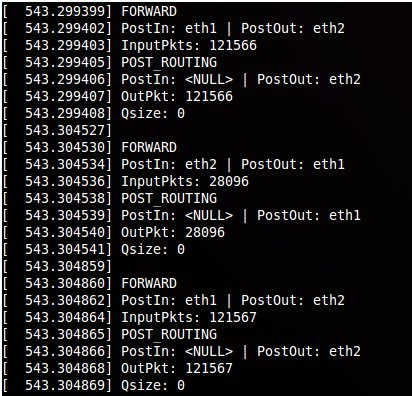 [  543.299399] FORWARD
[  543.299402] PostIn: eth1 | PostOut: eth2
[  543.299403] InputPkts: 121566
[  543.299405] POST_ROUTING
[  543.299406] PostIn: <NULL> | PostOut: eth2
[  543.299407] OutPkt: 121566
[  543.299408] Qsize: 0
[  543.304527]
[  543.304530] FORWARD
[  543.304534] PostIn: eth2 | PostOut: eth1
[  543.304536] InputPkts: 28096
[  543.304538] POST_ROUTING
[  543.304539] PostIn: <NULL> | PostOut: eth1
[  543.304540] OutPkt: 28096
[  543.304541] Qsize: 0
[  543.304859]
[  543.304860] FORWARD
[  543.304862] PostIn: eth1 | PostOut: eth2
[  543.304864] InputPkts: 121567
[  543.304865] POST_ROUTING
[  543.304866] PostIn: <NULL> | PostOut: eth2
[  543.304868] OutPkt: 121567
[  543.304869] Qsize: 0